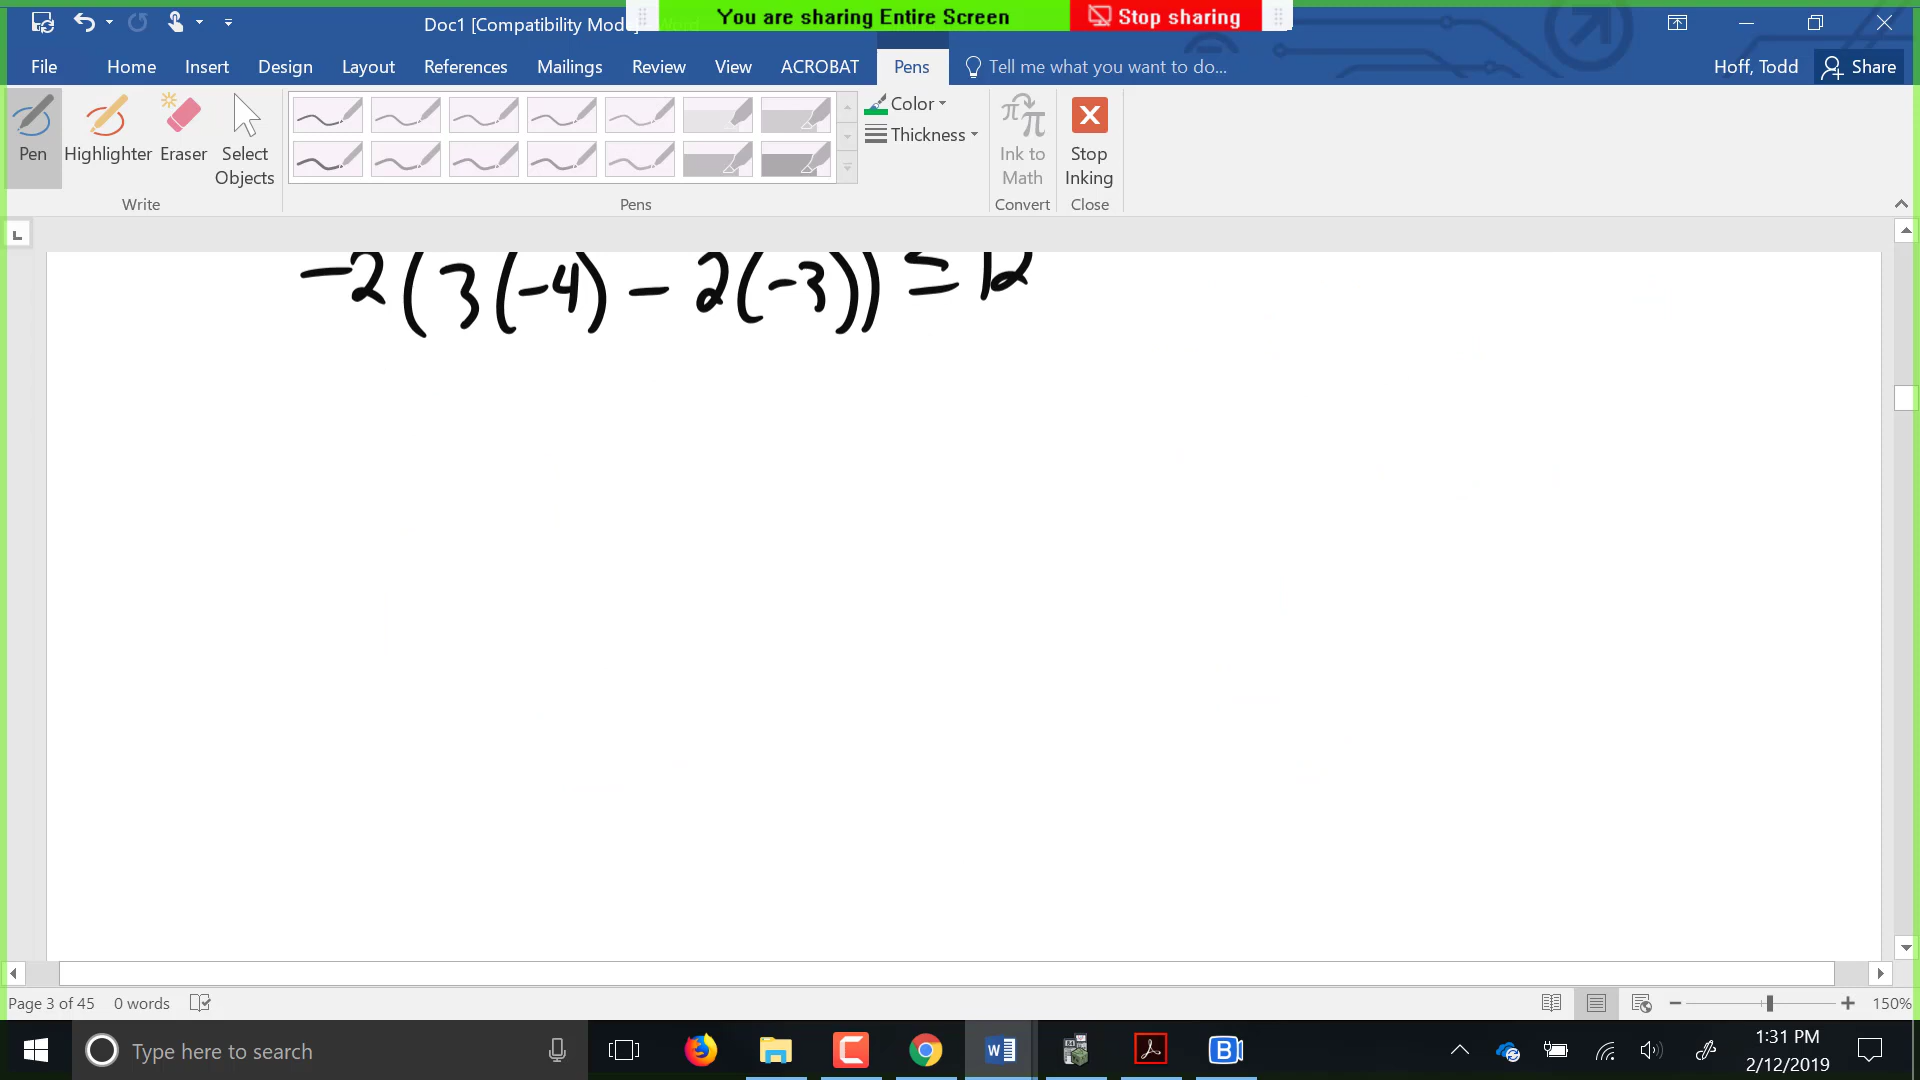 Doc1 [Compatibility Mod
You are sharing Entire Screen
Stop sharing
File Home Insert Design Layout References Mailings Review View ACROBAT Pens Tell me what you want to do... Hoff, Todd Share
Pen Highlighter Eraser Select Objects
Color
Thickness
Ink to Math
Stop Inking
Write Pens Convert Close
-2(3(-4) - 2(-3)) = 12
Page 3 of 45 0 words 150%
Type here to search
1:31 PM
2/12/2019